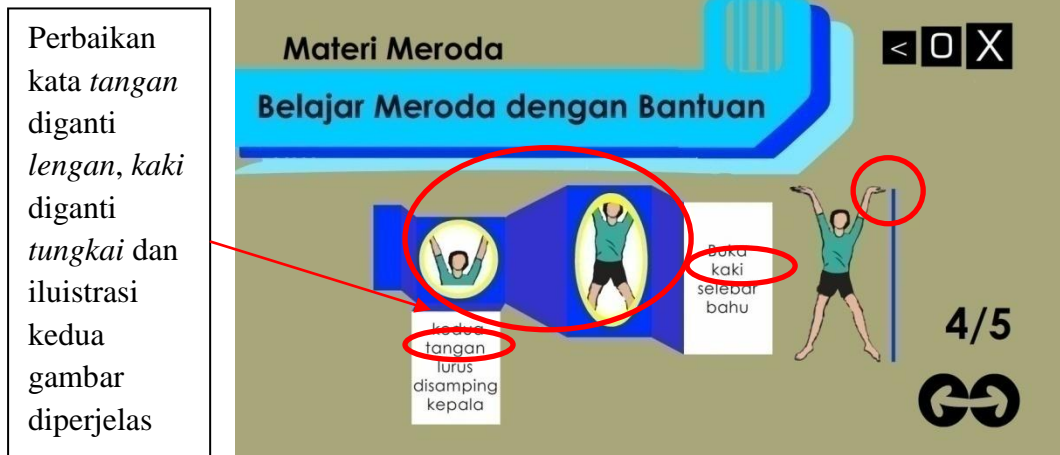 Perbaikan
kata tangan
diganti
lengan, kaki
diganti
tungkai dan
iluistrasi
kedua
gambar
diperjelas
Materi Meroda
< O X
Belajar Meroda dengan Bantuan
Buka
kaki
selebar
bahu
kedua
tangan
lurus
disamping
kepala
4/5